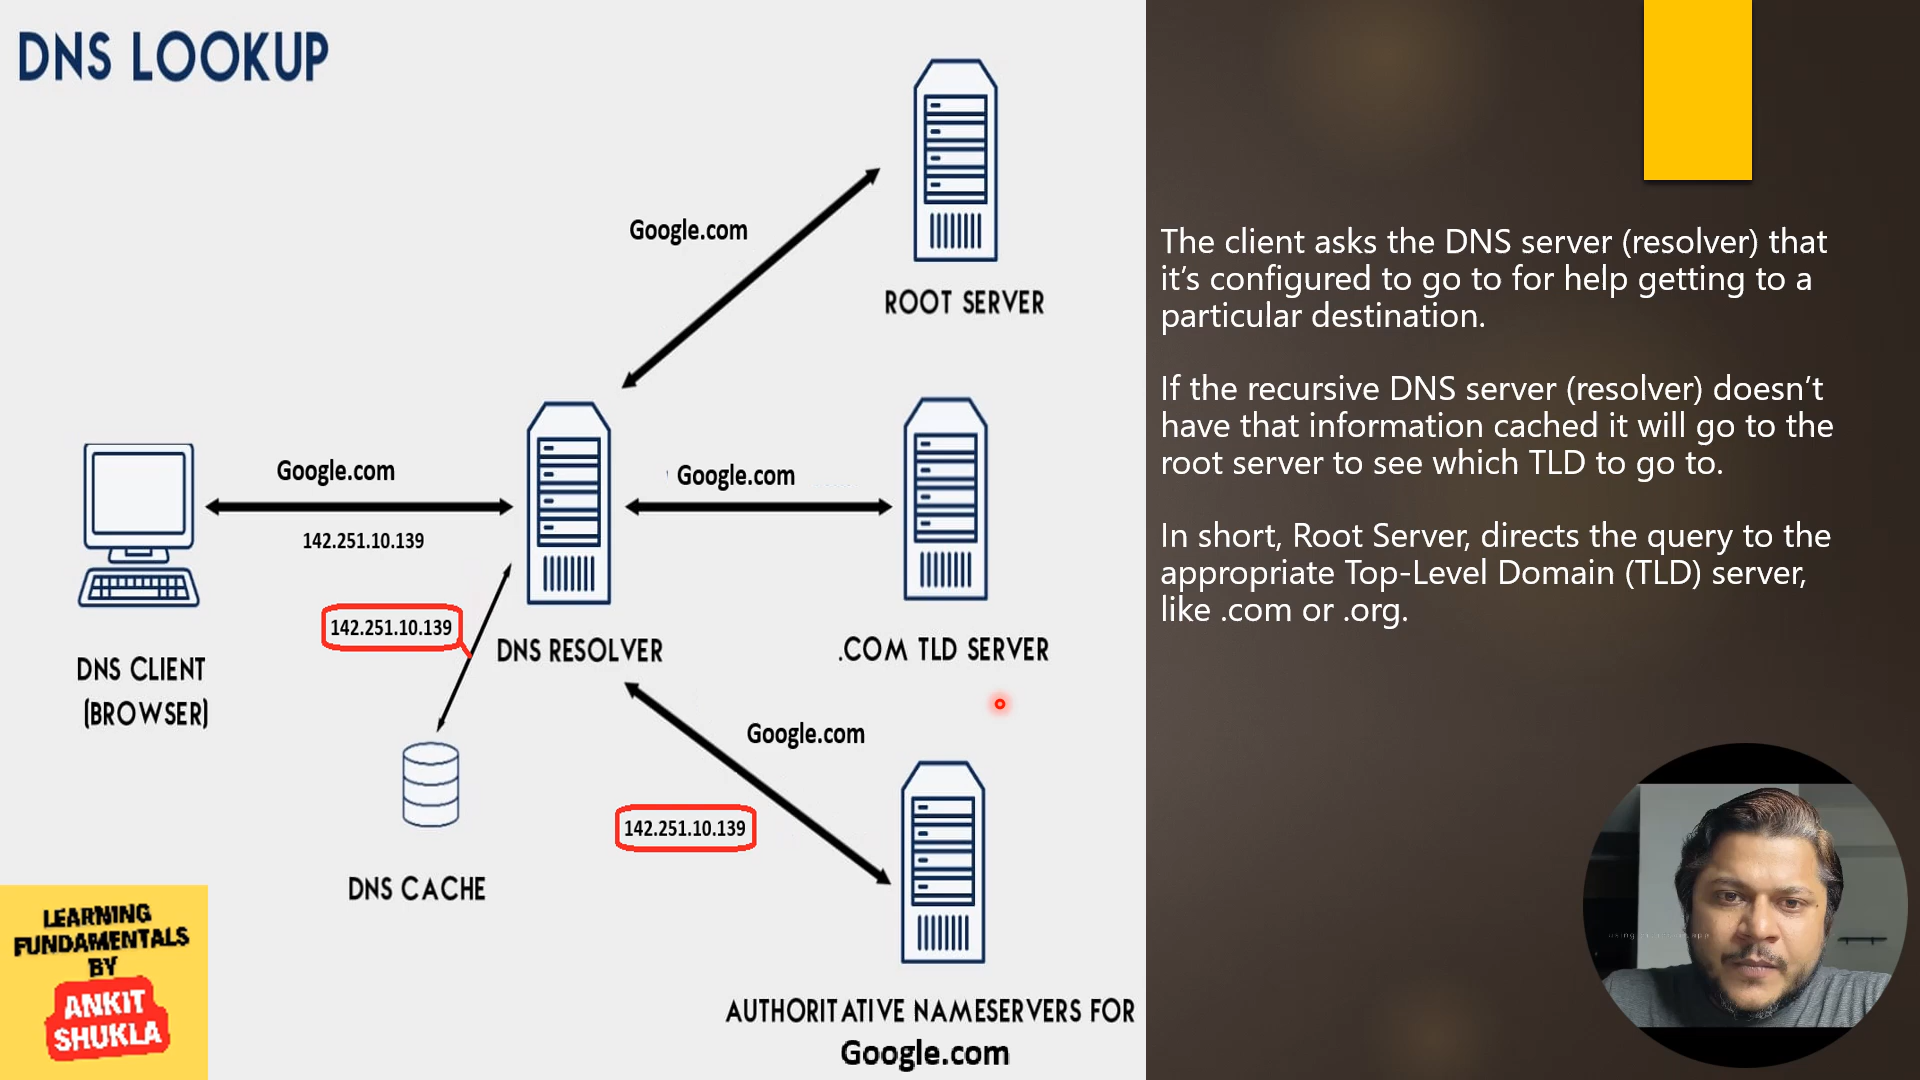 DNS LOOKUP
Google.com
ROOT SERVER
Google.com
142.251.10.139
Google.com
142.251.10.139
DNS RESOLVER
.COM TLD SERVER
DNS CLIENT
(BROWSER)
Google.com
142.251.10.139
DNS CACHE
AUTHORITATIVE NAMESERVERS FOR
Google.com
LEARNING
FUNDAMENTALS
BY
ANKIT
SHUKLA
The client asks the DNS server (resolver) that
it’s configured to go to for help getting to a
particular destination.
If the recursive DNS server (resolver) doesn’t
have that information cached it will go to the
root server to see which TLD to go to.
In short, Root Server, directs the query to the
appropriate Top-Level Domain (TLD) server,
like .com or .org.